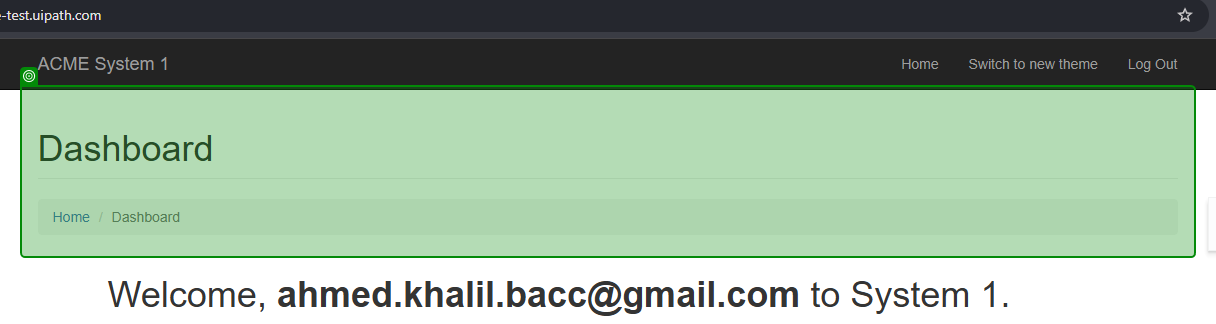 -test.uipath.com
ACME System 1 Home Switch to new theme Log Out
Dashboard
Home / Dashboard
Welcome, ahmed.khalil.bacc@gmail.com to System 1.